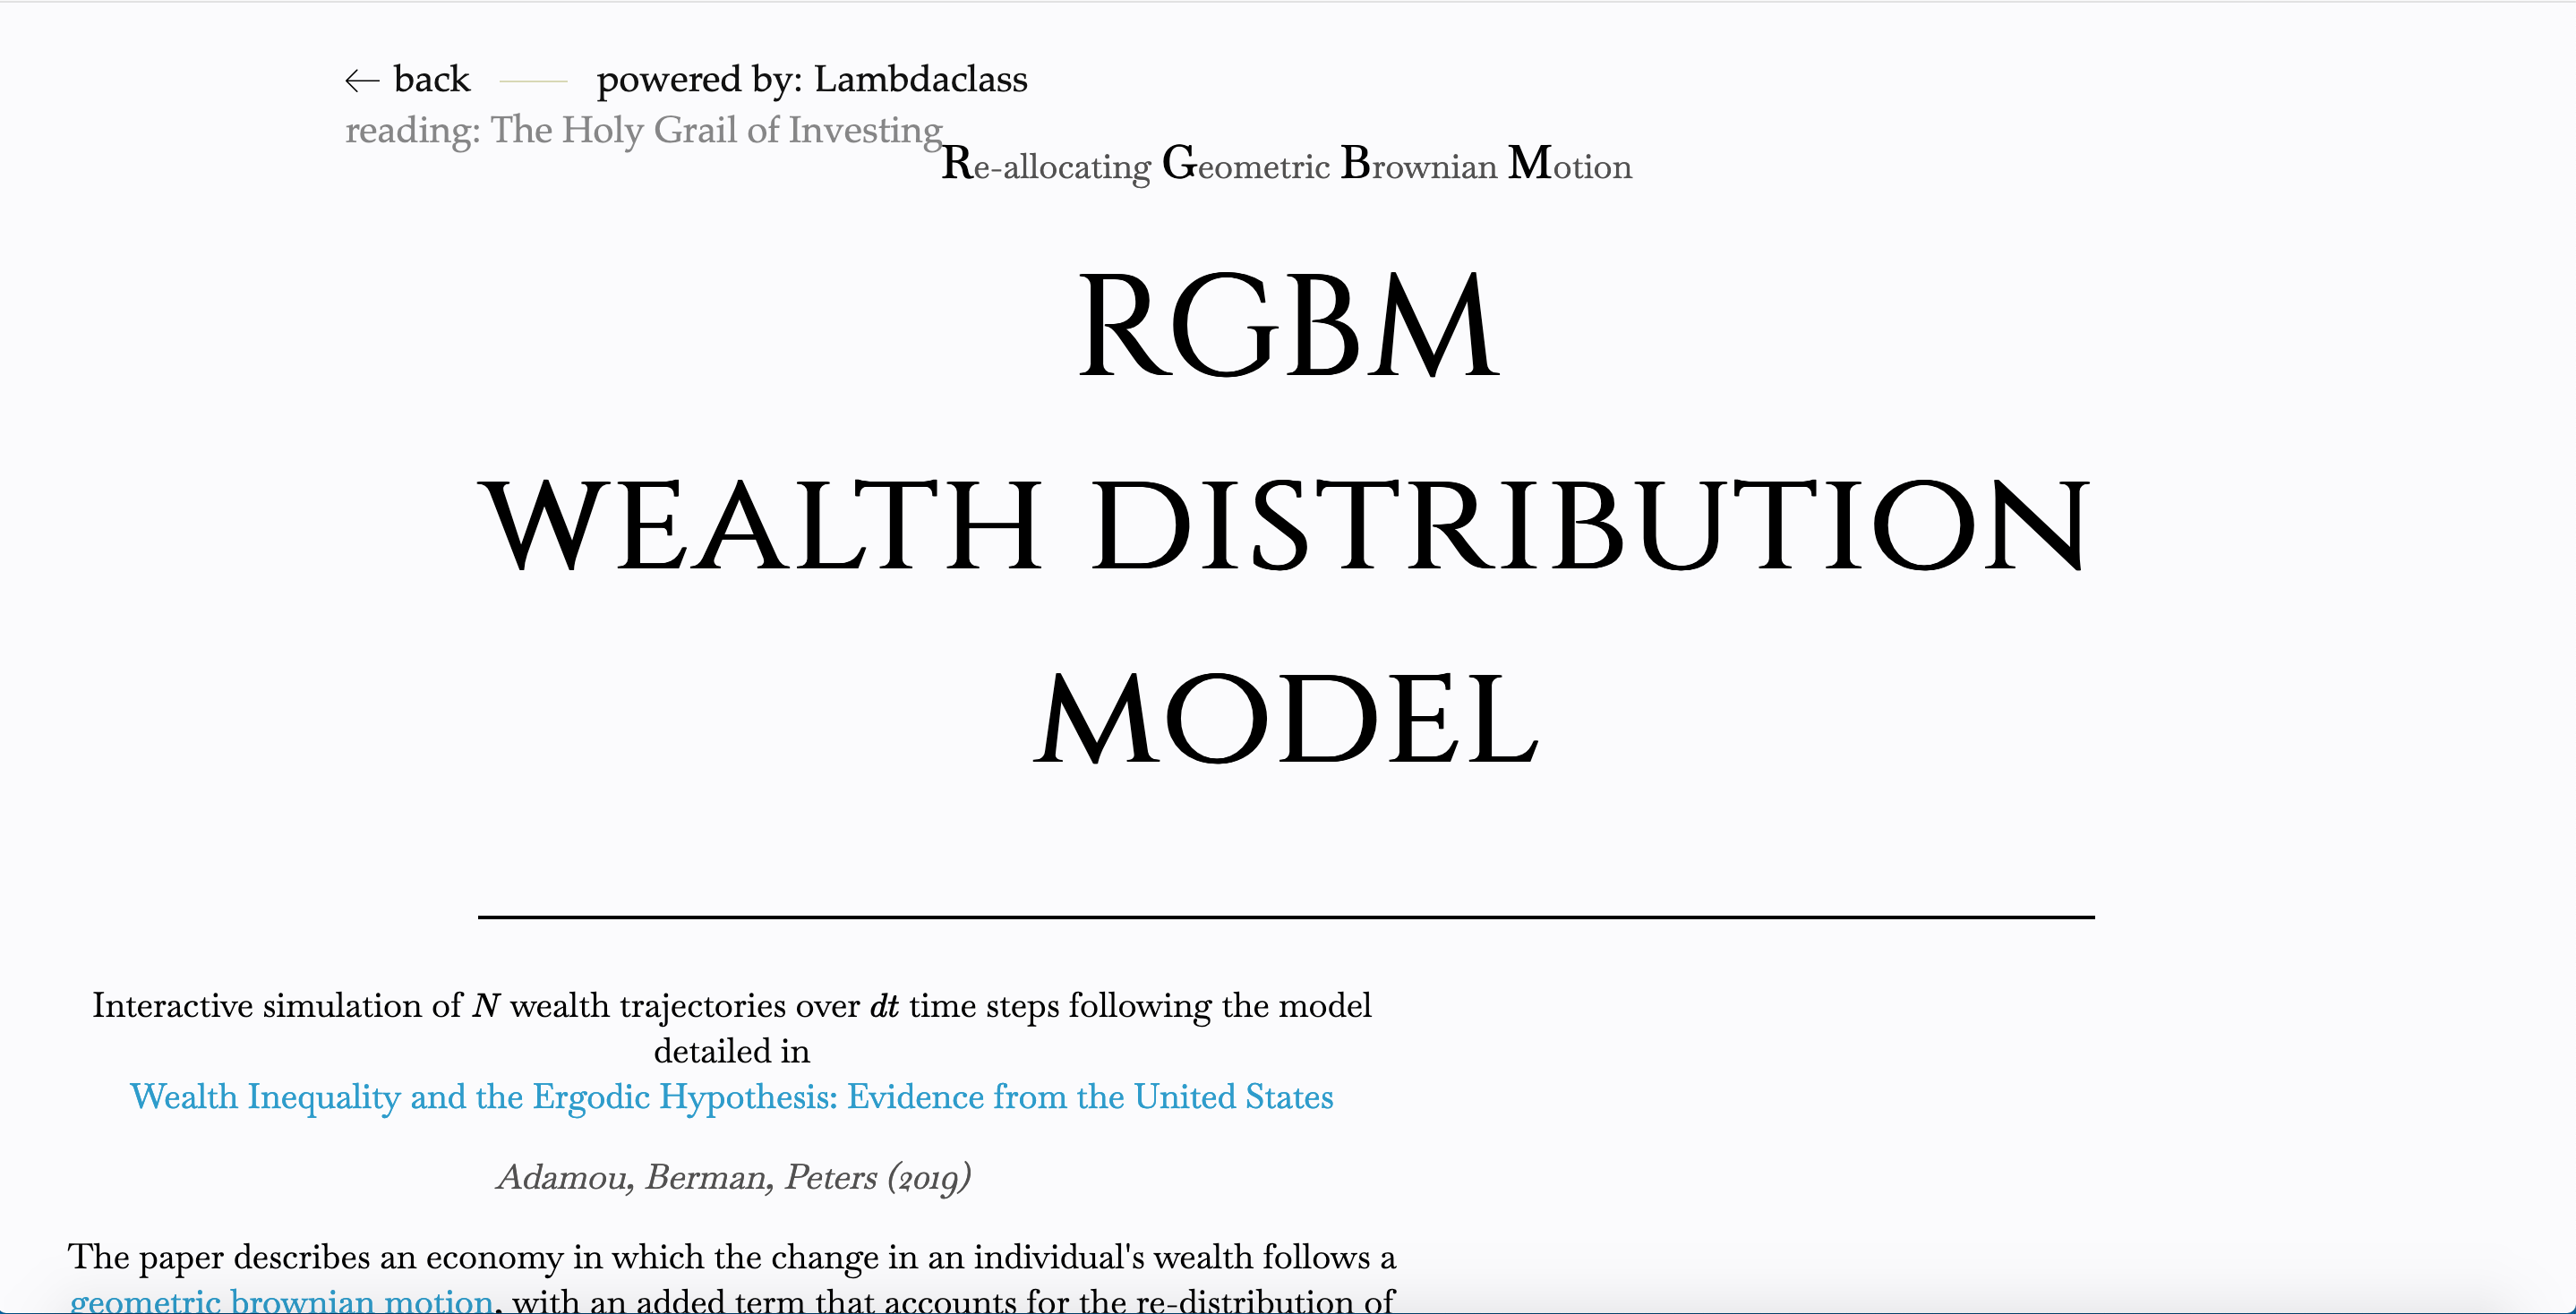 ← back powered by: Lambdaclass
reading: The Holy Grail of Investing
Re-allocating Geometric Brownian Motion
RGBM
WEALTH DISTRIBUTION
MODEL
Interactive simulation of N wealth trajectories over dt time steps following the model
detailed in
Wealth Inequality and the Ergodic Hypothesis: Evidence from the United States
Adamou, Berman, Peters (2019)
The paper describes an economy in which the change in an individual's wealth follows a
geometric brownian motion, with an added term that accounts for the re-distribution of